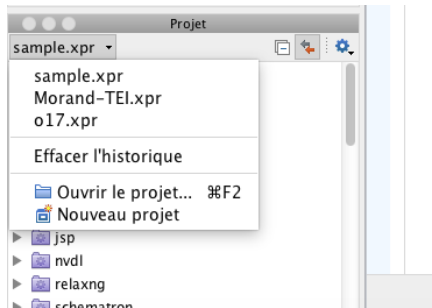 Projet
sample.xpr
sample.xpr
Morand-TEI.xpr
o17.xpr
Effacer l'historique
Ouvrir le projet... ⌘F2
Nouveau projet
jsp
nvdl
relaxng
schematron